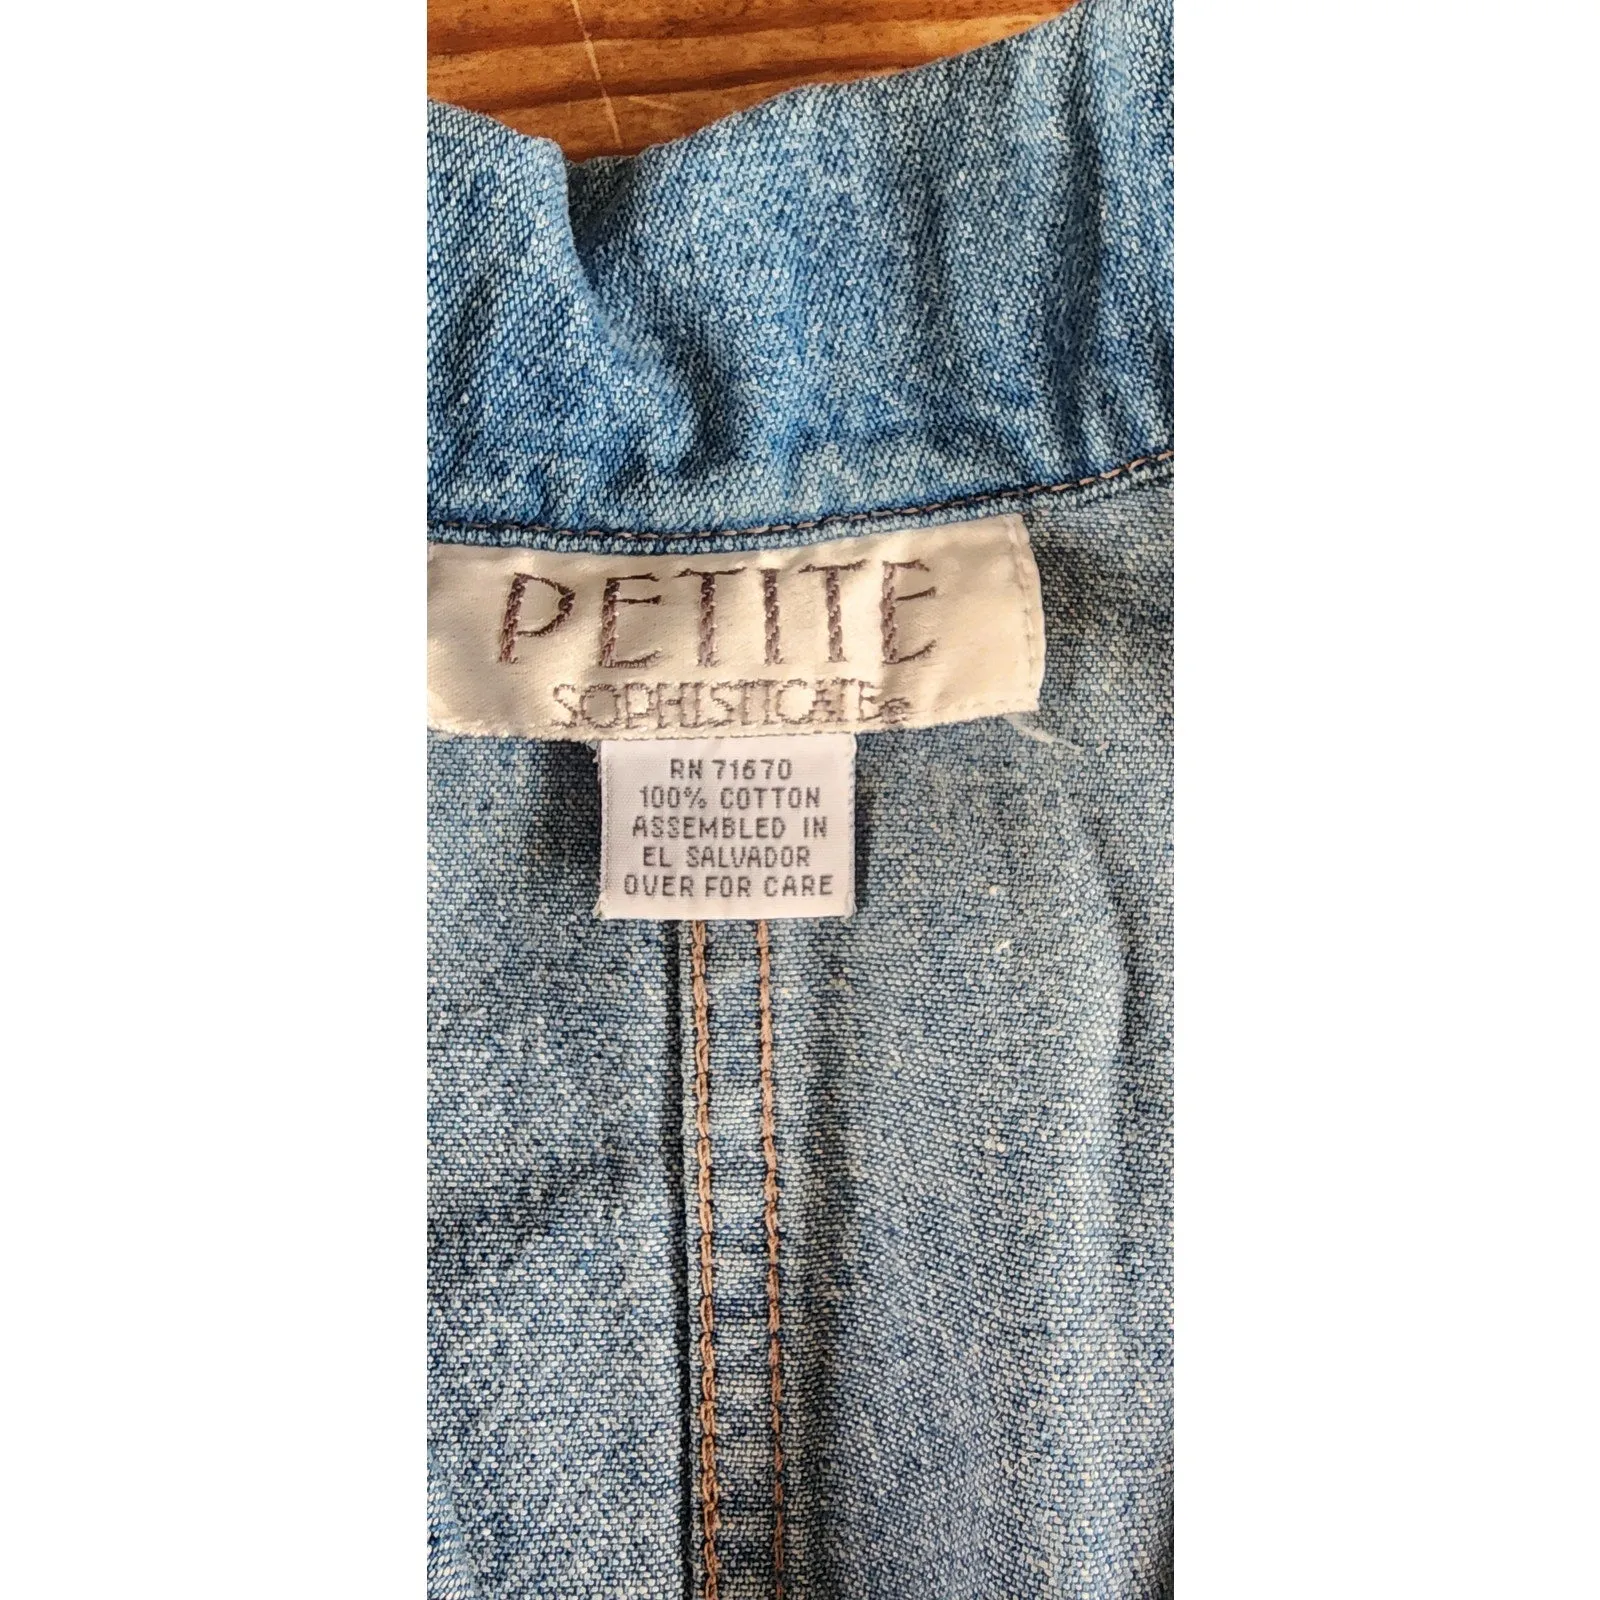 PETITE
SOPHISTICATE®
RN 71670
100% COTTON
ASSEMBLED IN
EL SALVADOR
OVER FOR CARE